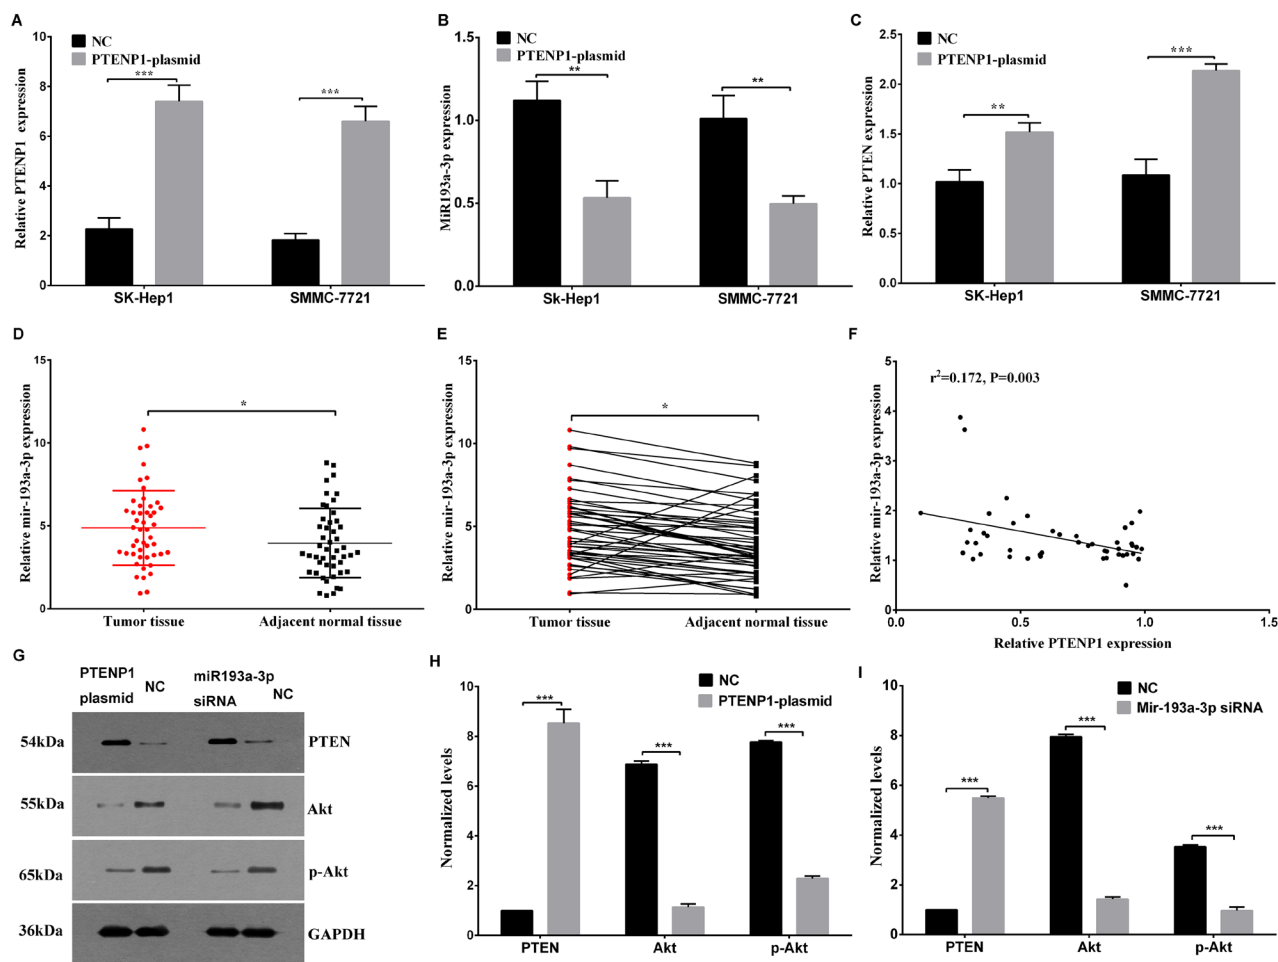 A
Relative PTENP1 expression
10
8
6
4
2
0
NC
PTENP1-plasmid
***
***
SK-Hep1
SMMC-7721
B
MiR193a-3p expression
1.5
1.0
0.5
0.0
NC
PTENP1-plasmid
**
**
Sk-Hep1
SMMC-7721
C
Relative PTEN expression
2.5
2.0
1.5
1.0
0.5
0.0
NC
PTENP1-plasmid
**
***
SK-Hep1
SMMC-7721
D
Relative mir-193a-3p expression
15
10
5
0
*
Tumor tissue
Adjacent normal tissue
E
Relative mir-193a-3p expression
15
10
5
0
*
Tumor tissue
Adjacent normal tissue
F
Relative mir-193a-3p expression
5
4
3
2
1
0
r²=0.172, P=0.003
0.0
0.5
1.0
1.5
Relative PTENP1 expression
G
PTENP1
plasmid
NC
miR193a-3p
siRNA
NC
54kDa
PTEN
55kDa
Akt
65kDa
p-Akt
36kDa
GAPDH
H
Normalized levels
10
8
6
4
2
0
NC
PTENP1-plasmid
***
***
***
PTEN
Akt
p-Akt
I
Normalized levels
10
8
6
4
2
0
NC
Mir-193a-3p siRNA
***
***
***
PTEN
Akt
p-Akt